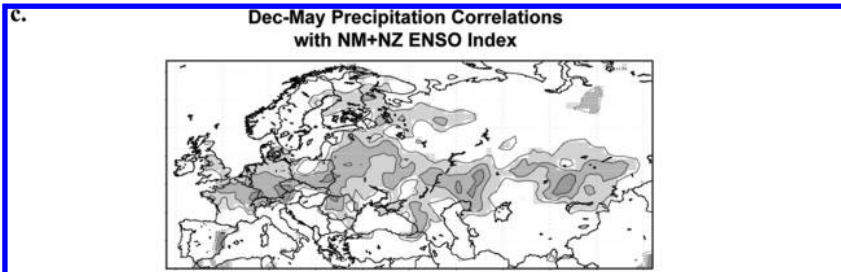 c.
Dec-May Precipitation Correlations
with NM+NZ ENSO Index